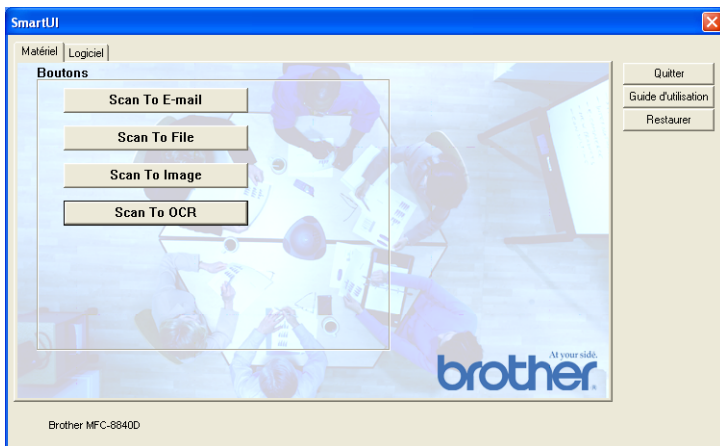 SmartUI
Matériel
Logiciel
Boutons
Scan To E-mail
Scan To File
Scan To Image
Scan To OCR
Quitter
Guide d'utilisation
Restaurer
At your side.
brother
Brother MFC-8840D